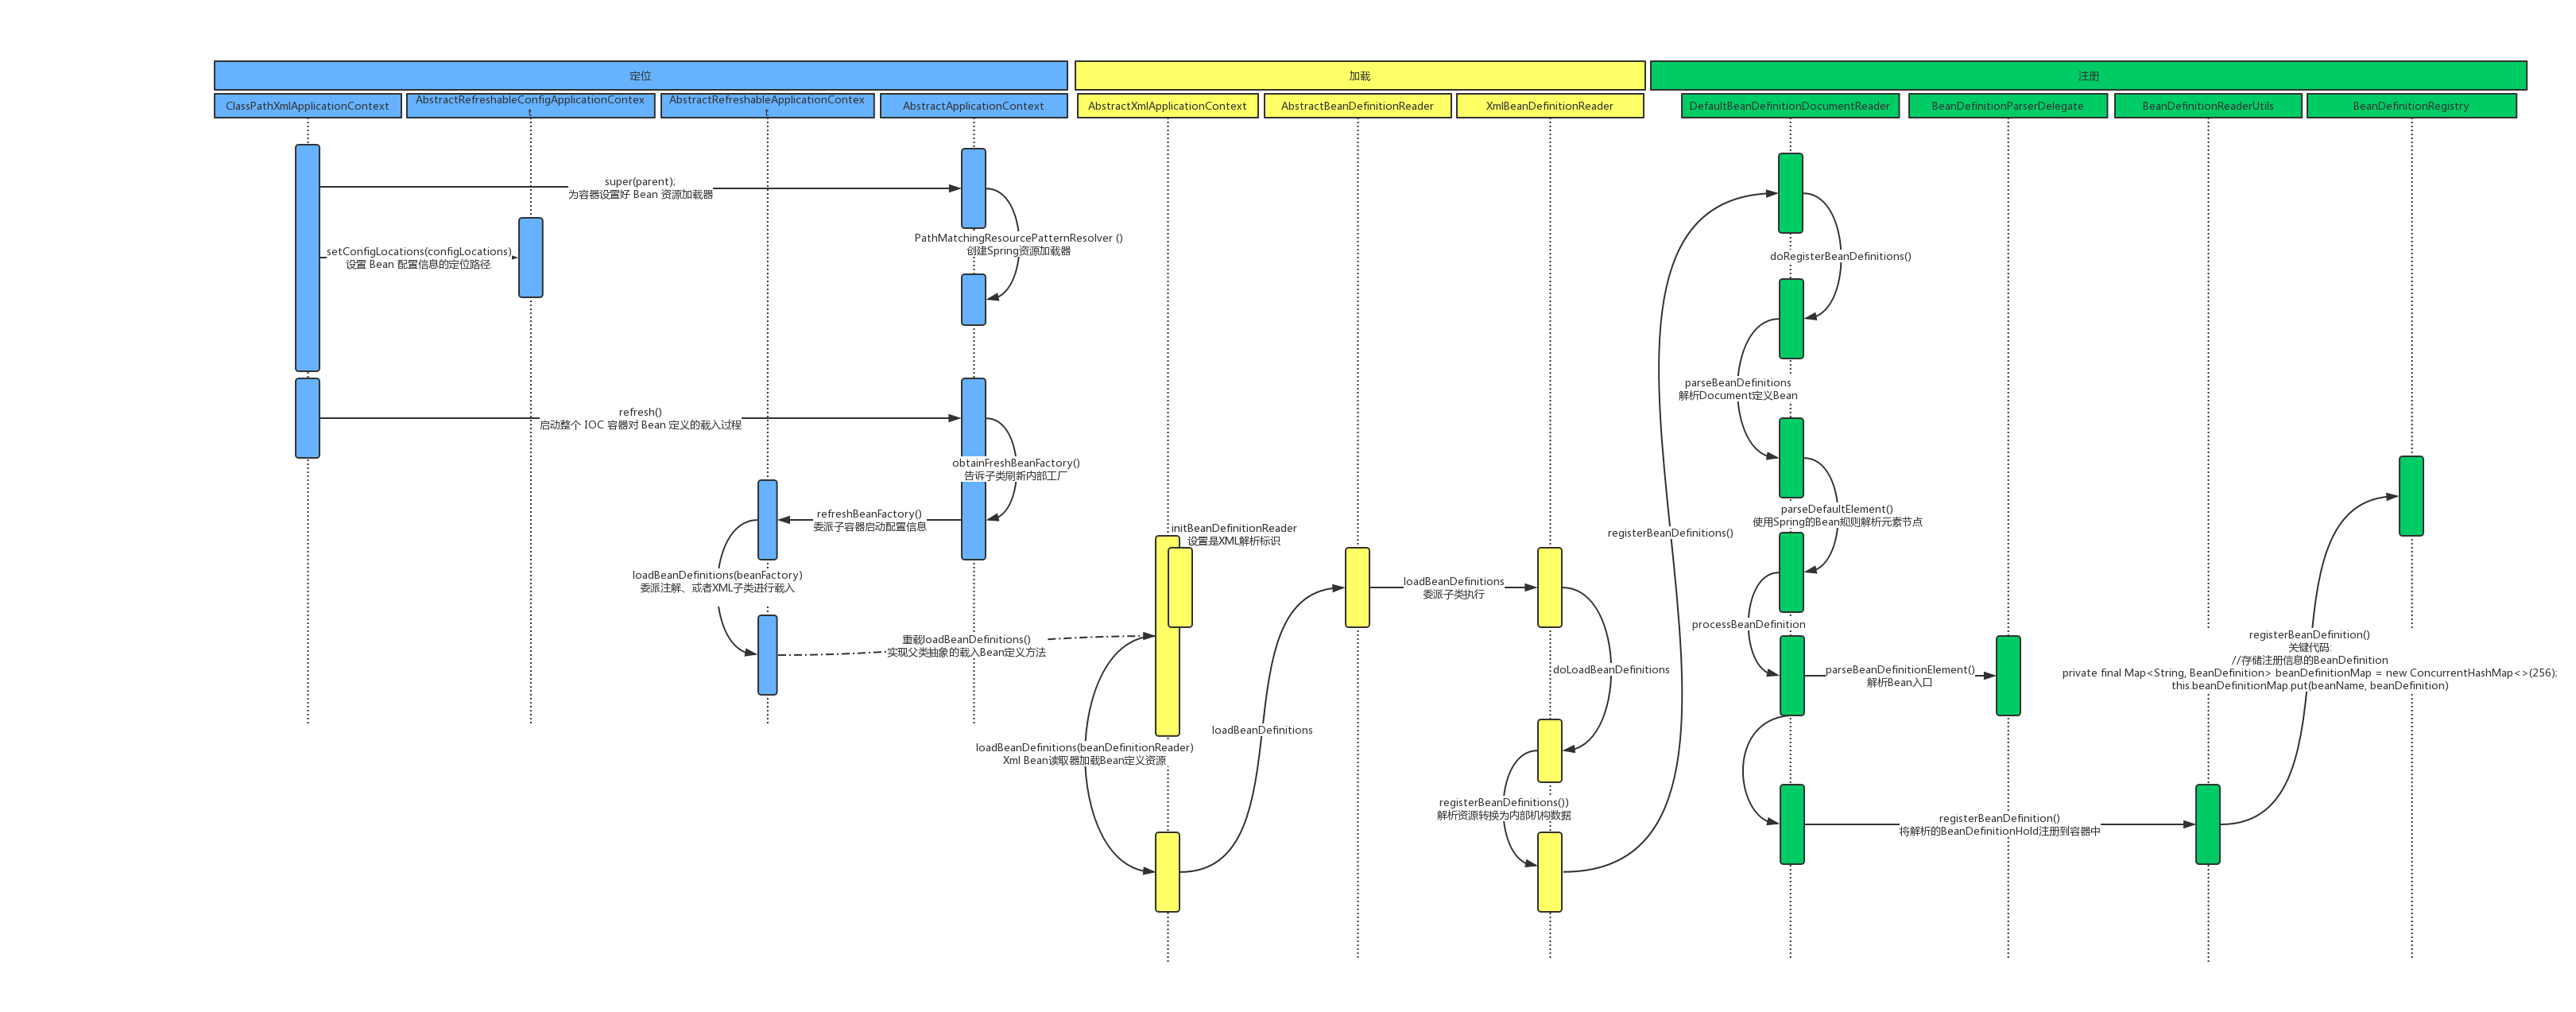 定位
加载
注册
ClassPathXmlApplicationContext
AbstractRefreshableConfigApplicationContex
t
AbstractRefreshableApplicationContex
t
AbstractApplicationContext
AbstractXmlApplicationContext
AbstractBeanDefinitionReader
XmlBeanDefinitionReader
DefaultBeanDefinitionDocumentReader
BeanDefinitionParserDelegate
BeanDefinitionReaderUtils
BeanDefinitionRegistry
super(parent);
为容器设置好 Bean 资源加载器
PathMatchingResourcePatternResolver ()
创建Spring资源加载器
setConfigLocations(configLocations)
设置 Bean 配置信息的定位路径.
refresh()
启动整个 IOC 容器对 Bean 定义的载入过程
obtainFreshBeanFactory()
告诉子类刷新内部工厂
refreshBeanFactory()
委派子容器启动配置信息
loadBeanDefinitions(beanFactory)
委派注解、或者XML子类进行载入
重载loadBeanDefinitions()
实现父类抽象的载入Bean定义方法
initBeanDefinitionReader
设置是XML解析标识
loadBeanDefinitions(beanDefinitionReader)
Xml Bean读取器加载Bean定义资源
loadBeanDefinitions
loadBeanDefinitions
委派子类执行
doLoadBeanDefinitions
registerBeanDefinitions())
解析资源转换为内部机构数据
registerBeanDefinitions()
doRegisterBeanDefinitions()
parseBeanDefinitions
解析Document定义Bean
parseDefaultElement()
使用Spring的Bean规则解析元素节点
processBeanDefinition
parseBeanDefinitionElement()
解析Bean入口
registerBeanDefinition()
将解析的BeanDefinitionHold注册到容器中
registerBeanDefinition()
关键代码:
//存储注册信息的BeanDefinition
private final Map<String, BeanDefinition> beanDefinitionMap = new ConcurrentHashMap<>(256);
this.beanDefinitionMap.put(beanName, beanDefinition)